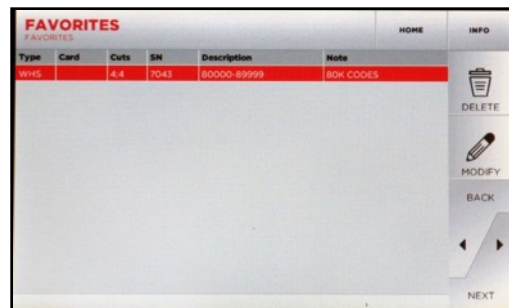 FAVORITES
FAVORITES
HOME
INFO
Type Card Cuts SN Description Note
WHS 4;4 7043 80000-89999 80K CODES
DELETE
MODIFY
BACK
NEXT